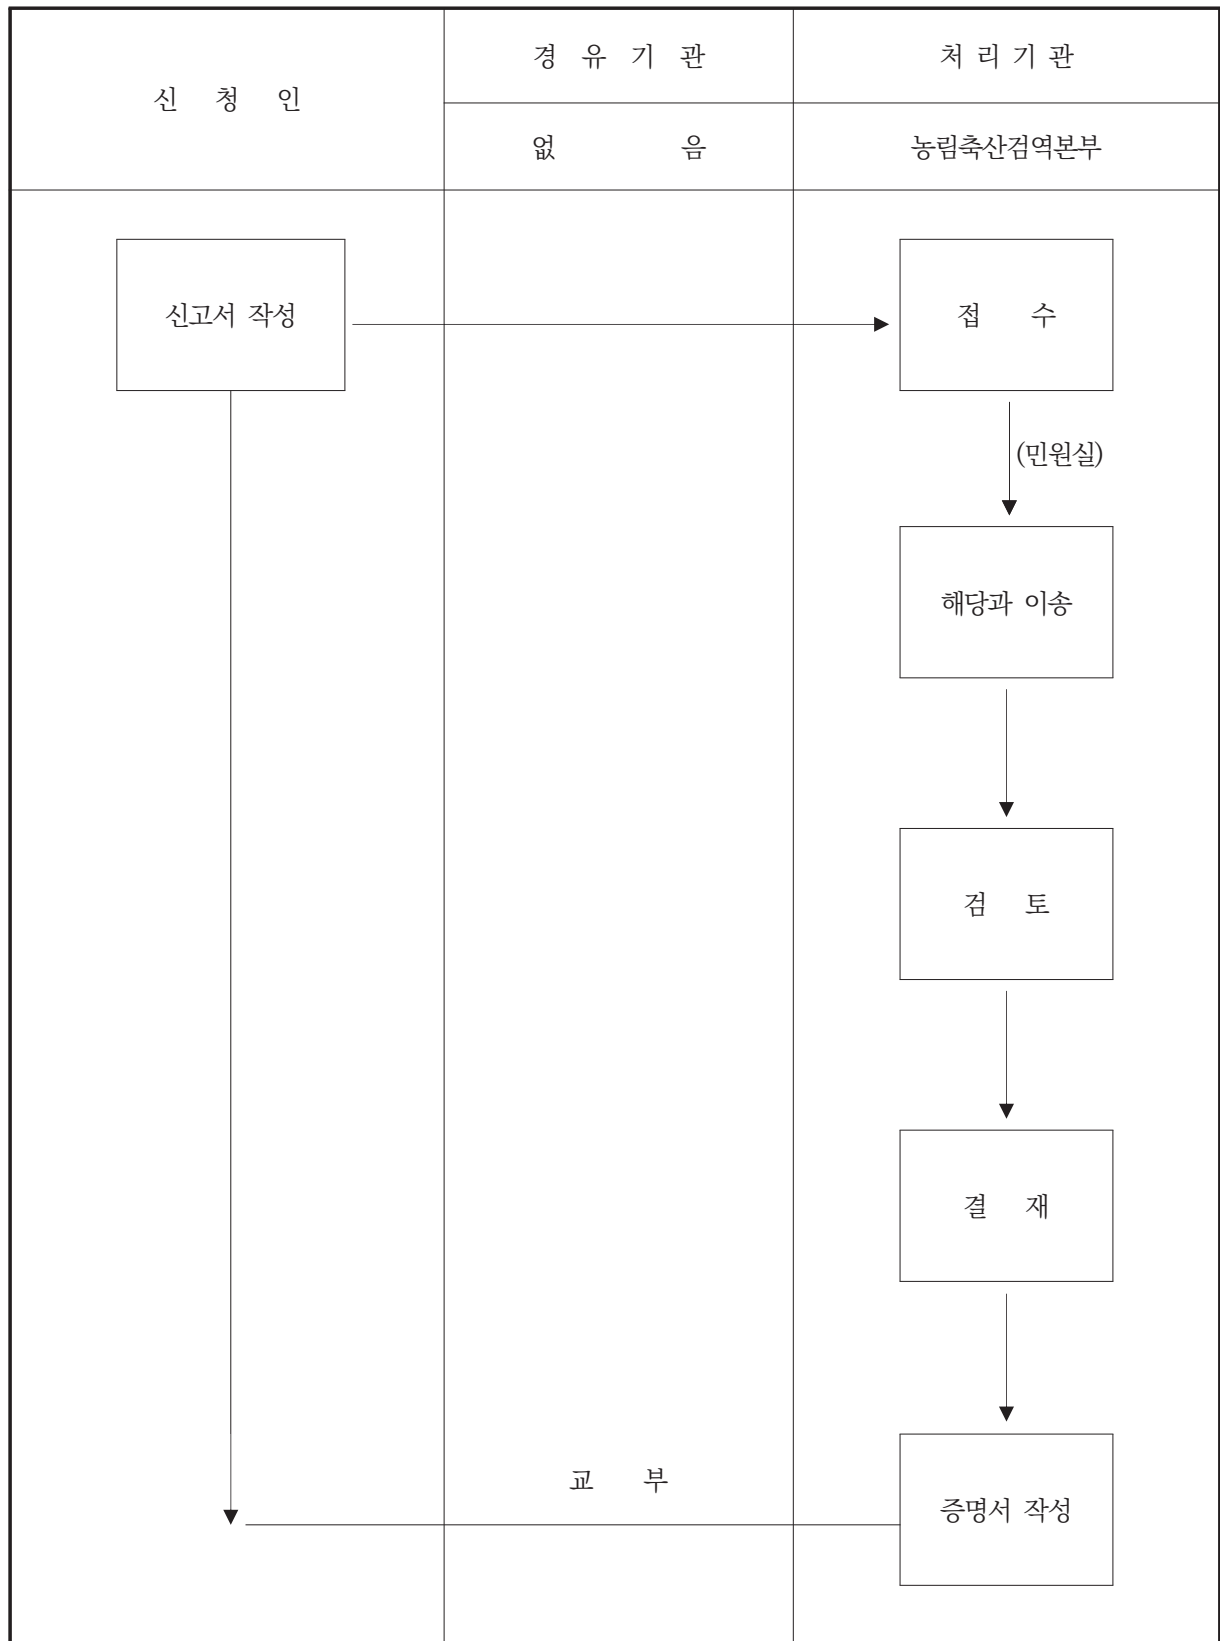 신 청 인
경 유 기 관
처 리 기 관
없 음
농림축산검역본부
신고서 작성
접 수
(민원실)
해당과 이송
검 토
결 재
교 부
증명서 작성